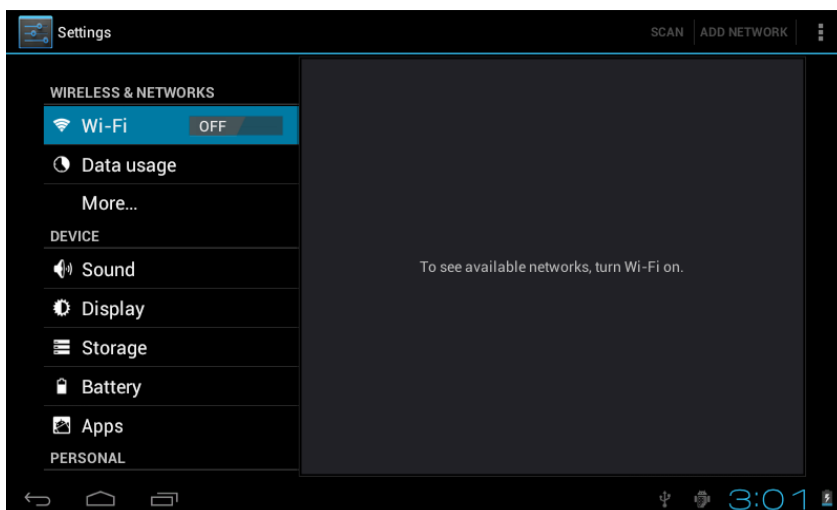 Settings
SCAN
ADD NETWORK
WIRELESS & NETWORKS
Wi-Fi
OFF
Data usage
More...
DEVICE
Sound
Display
Storage
Battery
Apps
PERSONAL
To see available networks, turn Wi-Fi on.
3:01